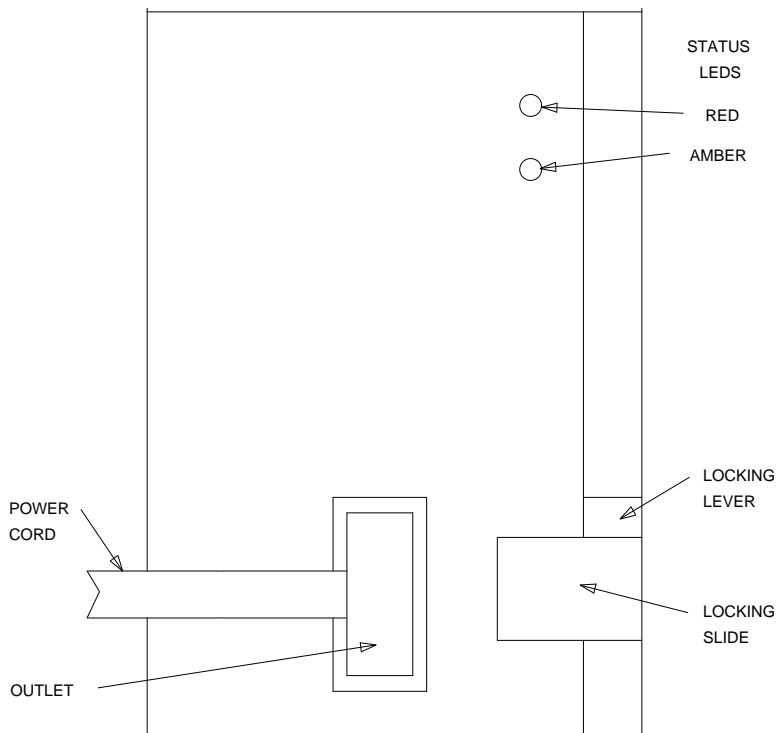 STATUS
LEDS
RED
AMBER
LOCKING
LEVER
POWER
CORD
LOCKING
SLIDE
OUTLET